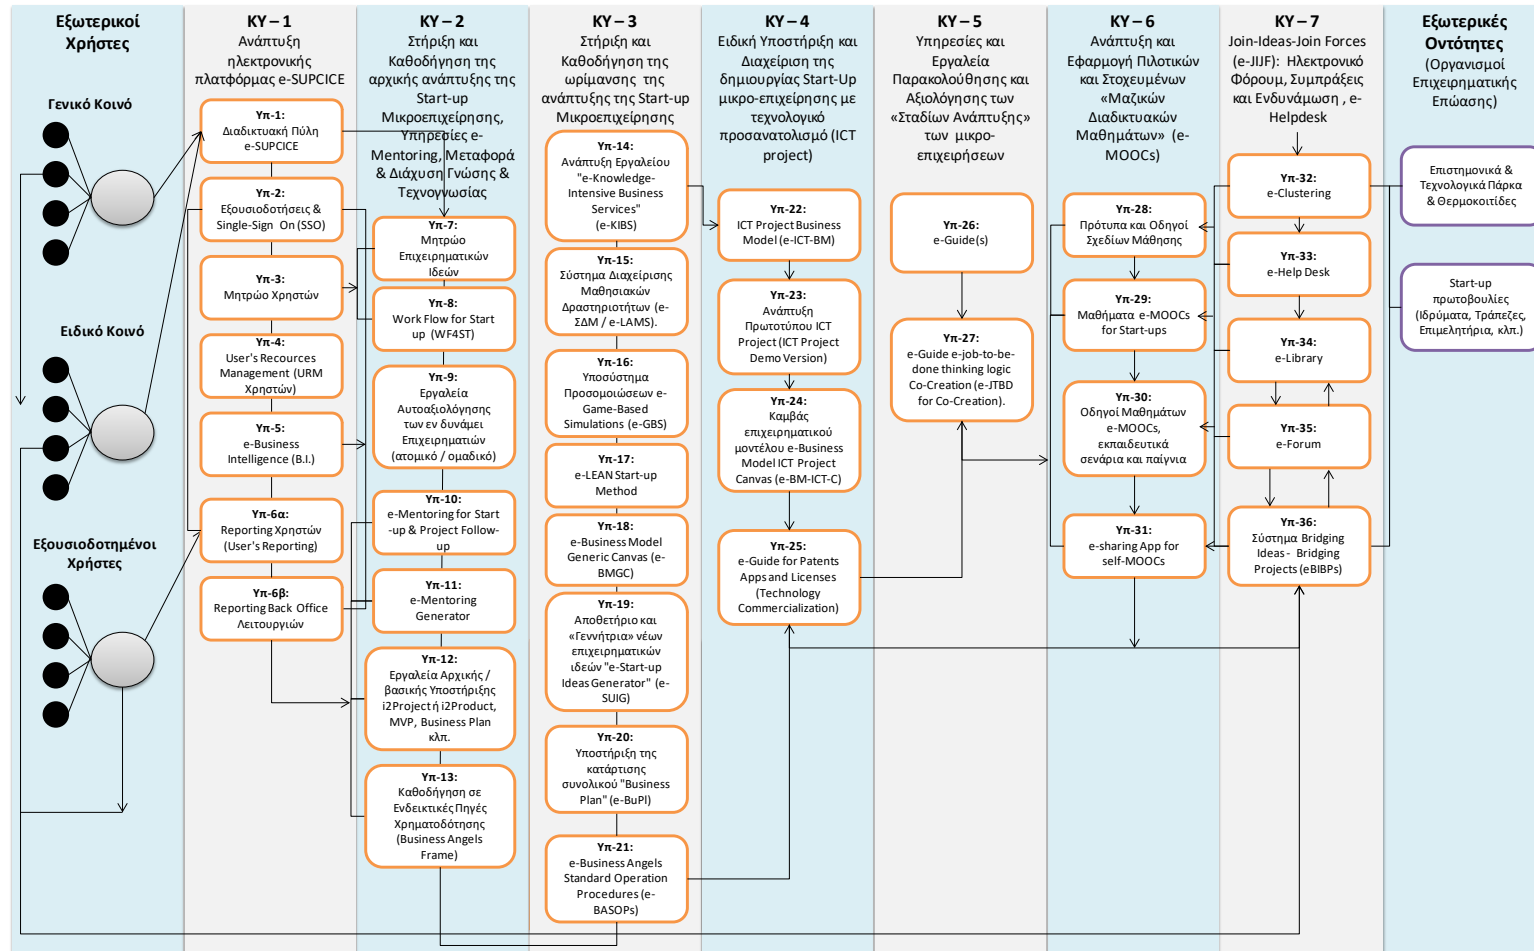 Εξωτερικοί
Χρήστες
Γενικό Κοινό
Ειδικό Κοινό
Εξουσιοδοτημένοι
Χρήστες
ΚΥ – 1
Ανάπτυξη
ηλεκτρονικής
πλατφόρμας e-SUPCICE
Υπ-1:
Διαδικτυακή Πύλη
e-SUPCICE
Υπ-2:
Εξουσιοδοτήσεις &
Single-Sign On (SSO)
Υπ-3:
Μητρώο Χρηστών
Υπ-4:
User's Recources
Management (URM
Χρηστών)
Υπ-5:
e-Business
Intelligence (B.I.)
Υπ-6α:
Reporting Χρηστών
(User's Reporting)
Υπ-6β:
Reporting Back Office
Λειτουργιών
ΚΥ – 2
Στήριξη και
Καθοδήγηση της
αρχικής ανάπτυξης της
Start-up
Μικροεπιχείρησης,
Υπηρεσίες e-
Mentoring, Μεταφορά
& Διάχυση Γνώσης &
Τεχνογνωσίας
Υπ-7:
Μητρώο
Επιχειρηματικών
Ιδεών
Υπ-8:
Work Flow for Start
up (WF4ST)
Υπ-9:
Εργαλεία
Αυτοαξιολόγησης
των εν δυνάμει
Επιχειρηματιών
(ατομικό / ομαδικό)
Υπ-10:
e-Mentoring for Start
-up & Project Follow-
up
Υπ-11:
e-Mentoring
Generator
Υπ-12:
Εργαλεία Αρχικής /
βασικής Υποστήριξης
i2Project ή i2Product,
MVP, Business Plan
κλπ.
Υπ-13:
Καθοδήγηση σε
Ενδεικτικές Πηγές
Χρηματοδότησης
(Business Angels
Frame)
ΚΥ – 3
Στήριξη και
Καθοδήγηση της
ωρίμανσης της
ανάπτυξης της Start-up
Μικροεπιχείρησης
Υπ-14:
Ανάπτυξη Εργαλείου
"e-Knowledge-
Intensive Business
Services"
(e-KIBS)
Υπ-15:
Σύστημα Διαχείρισης
Μαθησιακών
Δραστηριοτήτων (e-
ΣΔΜ / e-LAMS).
Υπ-16:
Υποσύστημα
Προσομοιώσεων e-
Game-Based
Simulations (e-GBS)
Υπ-17:
e-LEAN Start-up
Method
Υπ-18:
e-Business Model
Generic Canvas (e-
BMGC)
Υπ-19:
Αποθετήριο και
«Γεννήτρια» νέων
επιχειρηματικών
ιδεών "e-Start-up
Ideas Generator" (e-
SUIG)
Υπ-20:
Υποστήριξη της
κατάρτισης
συνολικού "Business
Plan" (e-BuPl)
Υπ-21:
e-Business Angels
Standard Operation
Procedures (e-
BASOPs)
ΚΥ – 4
Ειδική Υποστήριξη και
Διαχείριση της
δημιουργίας Start-Up
μικρο-επιχείρησης με
τεχνολογικό
προσανατολισμό (ICT
project)
Υπ-22:
ICT Project Business
Model (e-ICT-BM)
Υπ-23:
Ανάπτυξη
Πρωτοτύπου ICT
Project (ICT Project
Demo Version)
Υπ-24:
Καμβάς
επιχειρηματικού
μοντέλου e-Business
Model ICT Project
Canvas (e-BM-ICT-C)
Υπ-25:
e-Guide for Patents
Apps and Licenses
(Technology
Commercialization)
ΚΥ – 5
Υπηρεσίες και
Εργαλεία
Παρακολούθησης και
Αξιολόγησης των
«Σταδίων Ανάπτυξης»
των μικρο-
επιχειρήσεων
Υπ-26:
e-Guide(s)
Υπ-27:
e-Guide e-job-to-be-
done thinking logic
Co-Creation (e-JTBD
for Co-Creation).
ΚΥ – 6
Ανάπτυξη και
Εφαρμογή Πιλοτικών
και Στοχευμένων
«Μαζικών
Διαδικτυακών
Μαθημάτων» (e-
MOOCs)
Υπ-28:
Πρότυπα και Οδηγοί
Σχεδίων Μάθησης
Υπ-29:
Μαθήματα e-MOOCs
for Start-ups
Υπ-30:
Οδηγοί Μαθημάτων
e-MOOCs,
εκπαιδευτικά
σενάρια και παίγνια
Υπ-31:
e-sharing App for
self-MOOCs
ΚΥ – 7
Join-Ideas-Join Forces
(e-JIJF): Ηλεκτρονικό
Φόρουμ, Συμπράξεις
και Ενδυνάμωση , e-
Helpdesk
Υπ-32:
e-Clustering
Υπ-33:
e-Help Desk
Υπ-34:
e-Library
Υπ-35:
e-Forum
Υπ-36:
Σύστημα Bridging
Ideas - Bridging
Projects (eBIBPs)
Εξωτερικές
Οντότητες
(Οργανισμοί
Επιχειρηματικής
Επώασης)
Επιστημονικά &
Τεχνολογικά Πάρκα
& Θερμοκοιτίδες
Start-up
πρωτοβουλίες
(Ιδρύματα, Τράπεζες,
Επιμελητήρια, κλπ.)